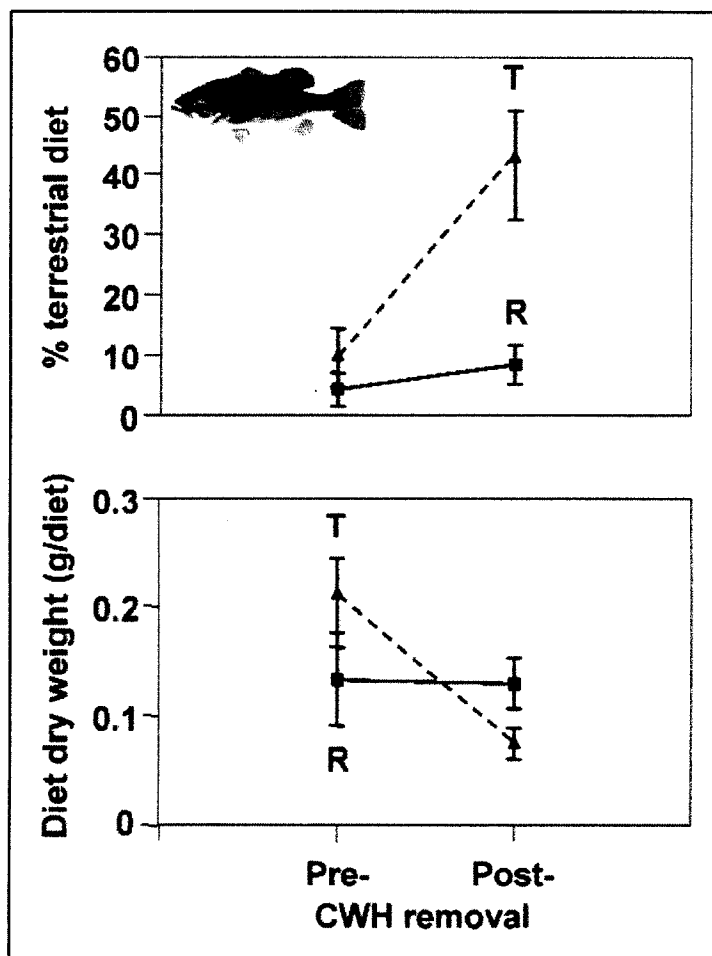 % terrestrial diet
60
50
40
30
20
10
0
T
R
Diet dry weight (g/diet)
0.3
0.2
0.1
0
T
R
Pre- Post-
CWH removal